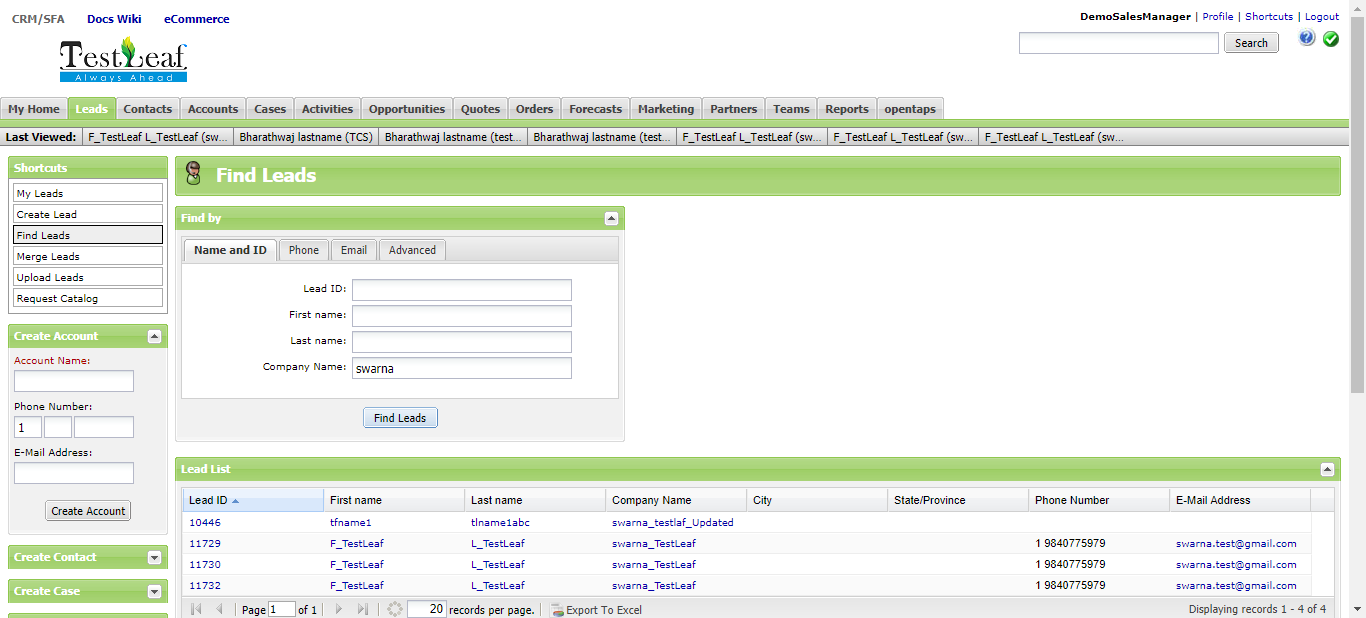 CRM/SFA Docs Wiki eCommerce
DemoSalesManager | Profile | Shortcuts | Logout
TestLeaf
Always Ahead
Search
?
My Home Leads Contacts Accounts Cases Activities Opportunities Quotes Orders Forecasts Marketing Partners Teams Reports opentaps
Last Viewed: F_TestLeaf L_TestLeaf (sw... Bharathwaj lastname (TCS) Bharathwaj lastname (test... Bharathwaj lastname (test... F_TestLeaf L_TestLeaf (sw... F_TestLeaf L_TestLeaf (sw... F_TestLeaf L_TestLeaf (sw...
Shortcuts
My Leads
Create Lead
Find Leads
Merge Leads
Upload Leads
Request Catalog
Create Account
Account Name:
Phone Number:
1
E-Mail Address:
Create Account
Create Contact
Create Case
Find Leads
Find by
Name and ID Phone Email Advanced
Lead ID:
First name:
Last name:
Company Name: swarna
Find Leads
Lead List
Lead ID First name Last name Company Name City State/Province Phone Number E-Mail Address
10446 tfname1 tlname1abc swarna_testlaf_Updated
11729 F_TestLeaf L_TestLeaf swarna_TestLeaf 1 9840775979 swarna.test@gmail.com
11730 F_TestLeaf L_TestLeaf swarna_TestLeaf 1 9840775979 swarna.test@gmail.com
11732 F_TestLeaf L_TestLeaf swarna_TestLeaf 1 9840775979 swarna.test@gmail.com
Page 1 of 1 20 records per page. Export To Excel Displaying records 1 - 4 of 4